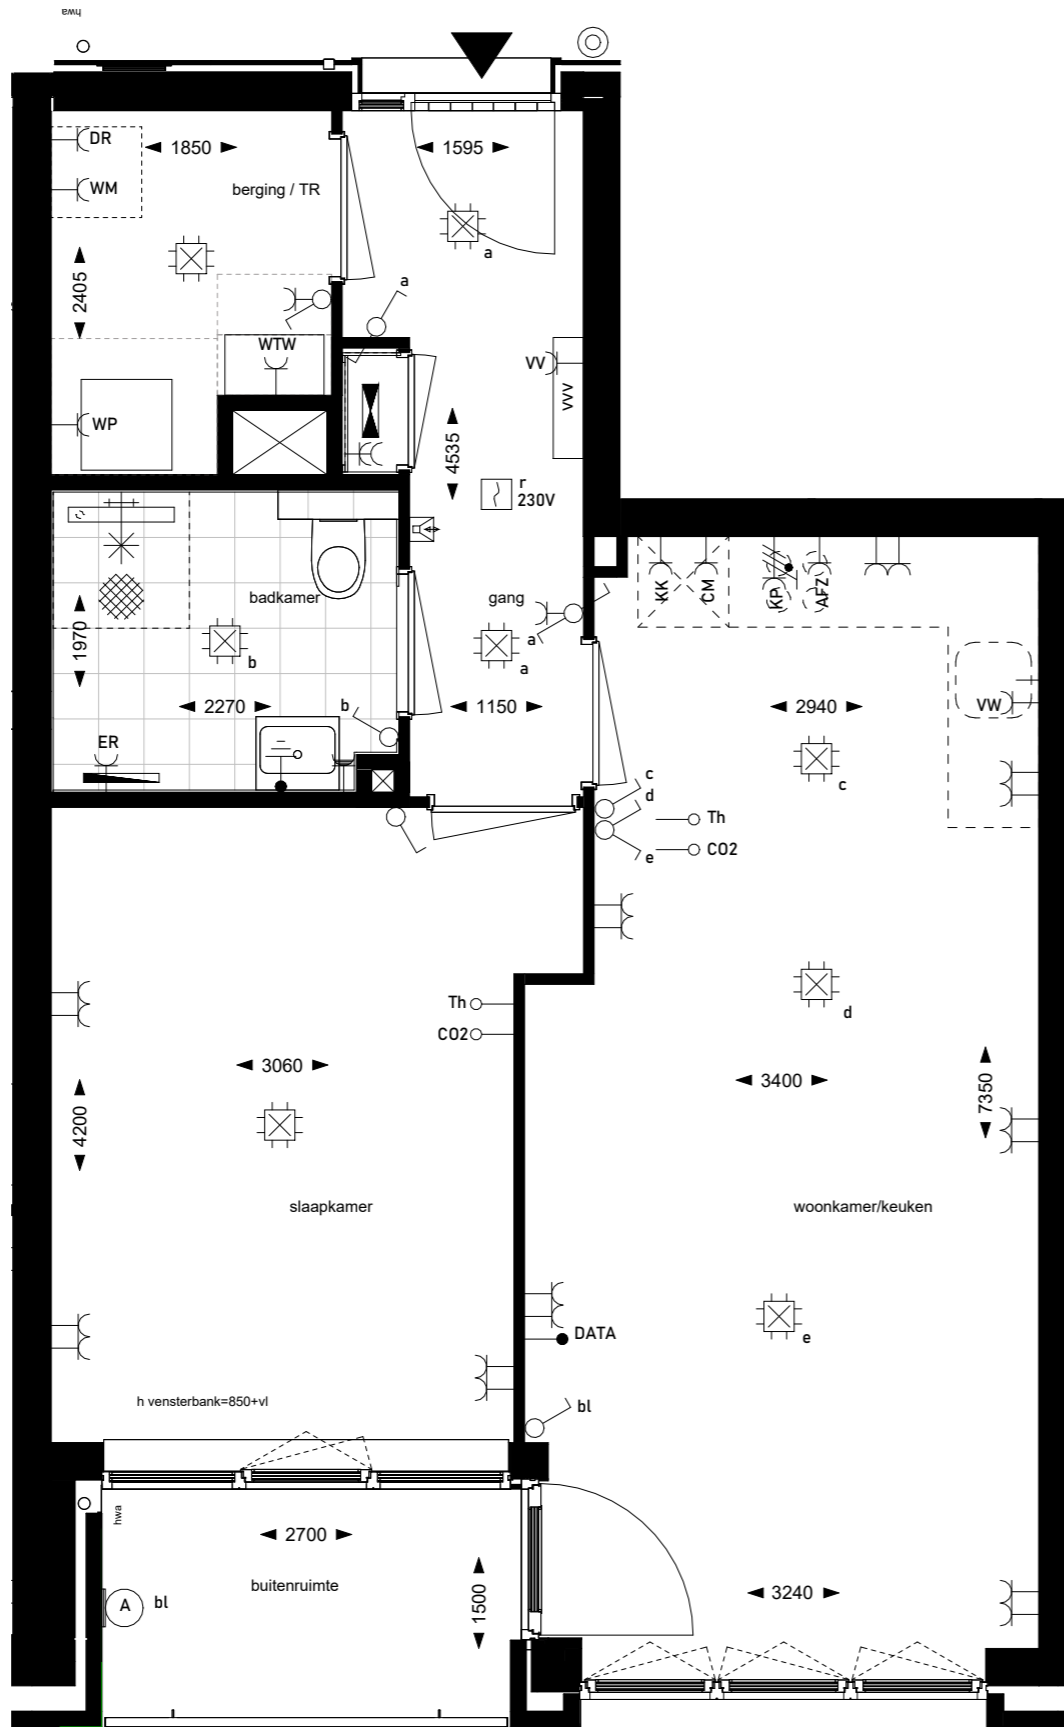 hwa
DR
1850
1595
WM
berging / TR
a
2405
a
WTW
VV
VVV
WP
4535
r
230V
badkamer
gang
KK
CM
KP
AFZ
1970
a
b
a
2270
b
1150
2940
VW
ER
c
c
d
Th
e
CO2
Th
d
CO2
3060
3400
7350
4200
slaapkamer
woonkamer/keuken
DATA
e
h vensterbank=850+vl
bl
hwa
2700
buitenruimte
1500
3240
A
bl